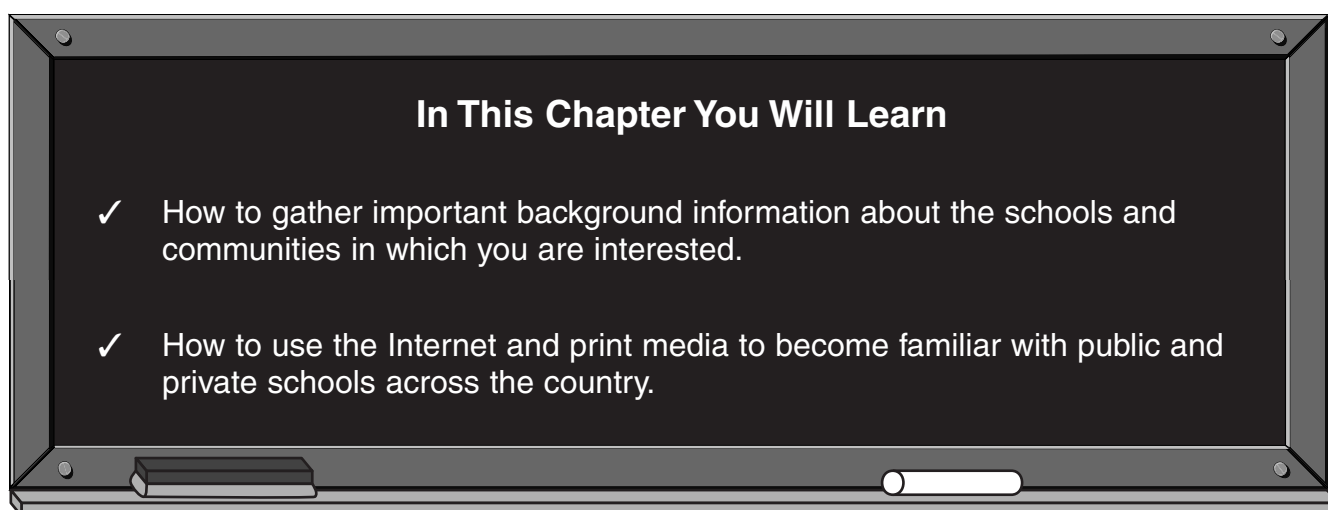 In This Chapter You Will Learn
✓ How to gather important background information about the schools and
communities in which you are interested.
✓ How to use the Internet and print media to become familiar with public and
private schools across the country.